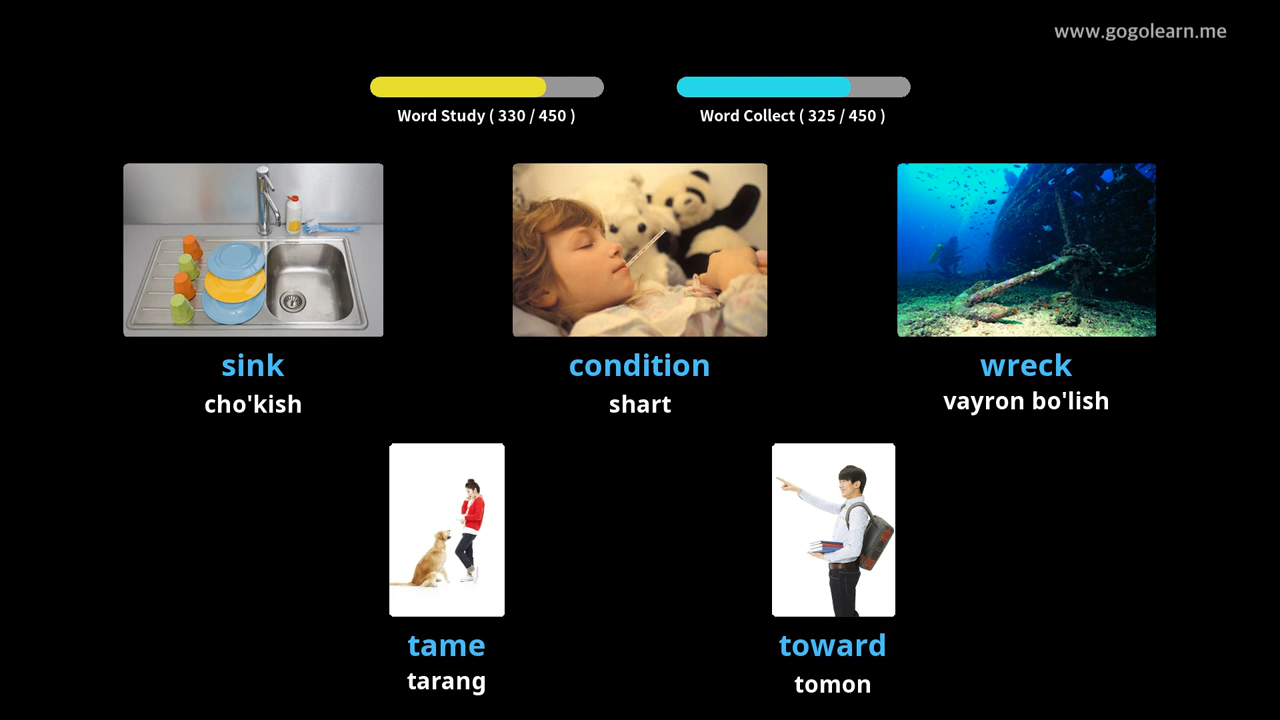 www.gogolearn.me
Word Study ( 330 / 450 )
Word Collect ( 325 / 450 )
sink
cho'kish
condition
shart
wreck
vayron bo'lish
tame
tarang
toward
tomon